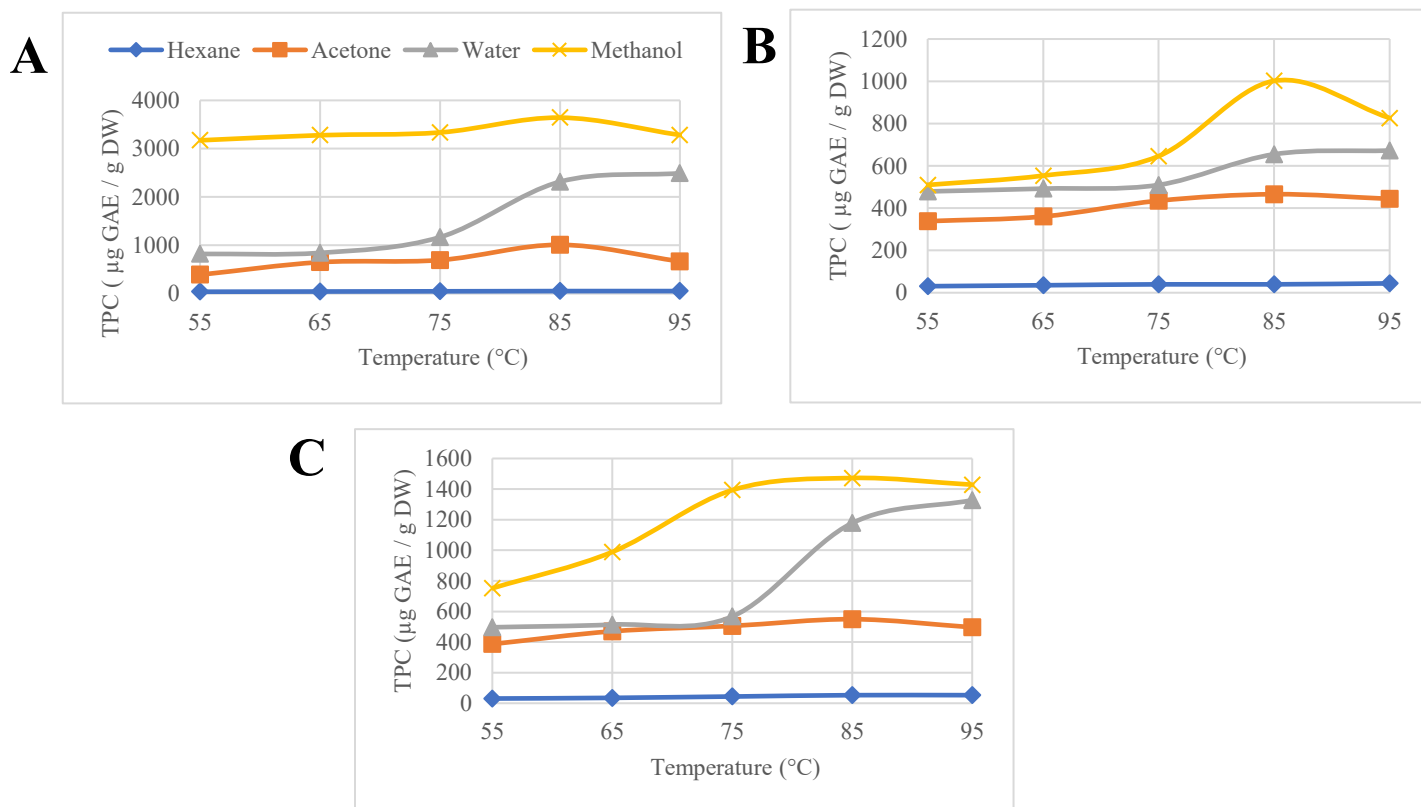 A
Hexane Acetone Water Methanol
TPC ( µg GAE / g DW)
4000
3000
2000
1000
0
55 65 75 85 95
Temperature (°C)
B
TPC ( µg GAE / g DW)
1200
1000
800
600
400
200
0
55 65 75 85 95
Temperature (°C)
C
TPC ( µg GAE / g DW)
1600
1400
1200
1000
800
600
400
200
0
55 65 75 85 95
Temperature (°C)